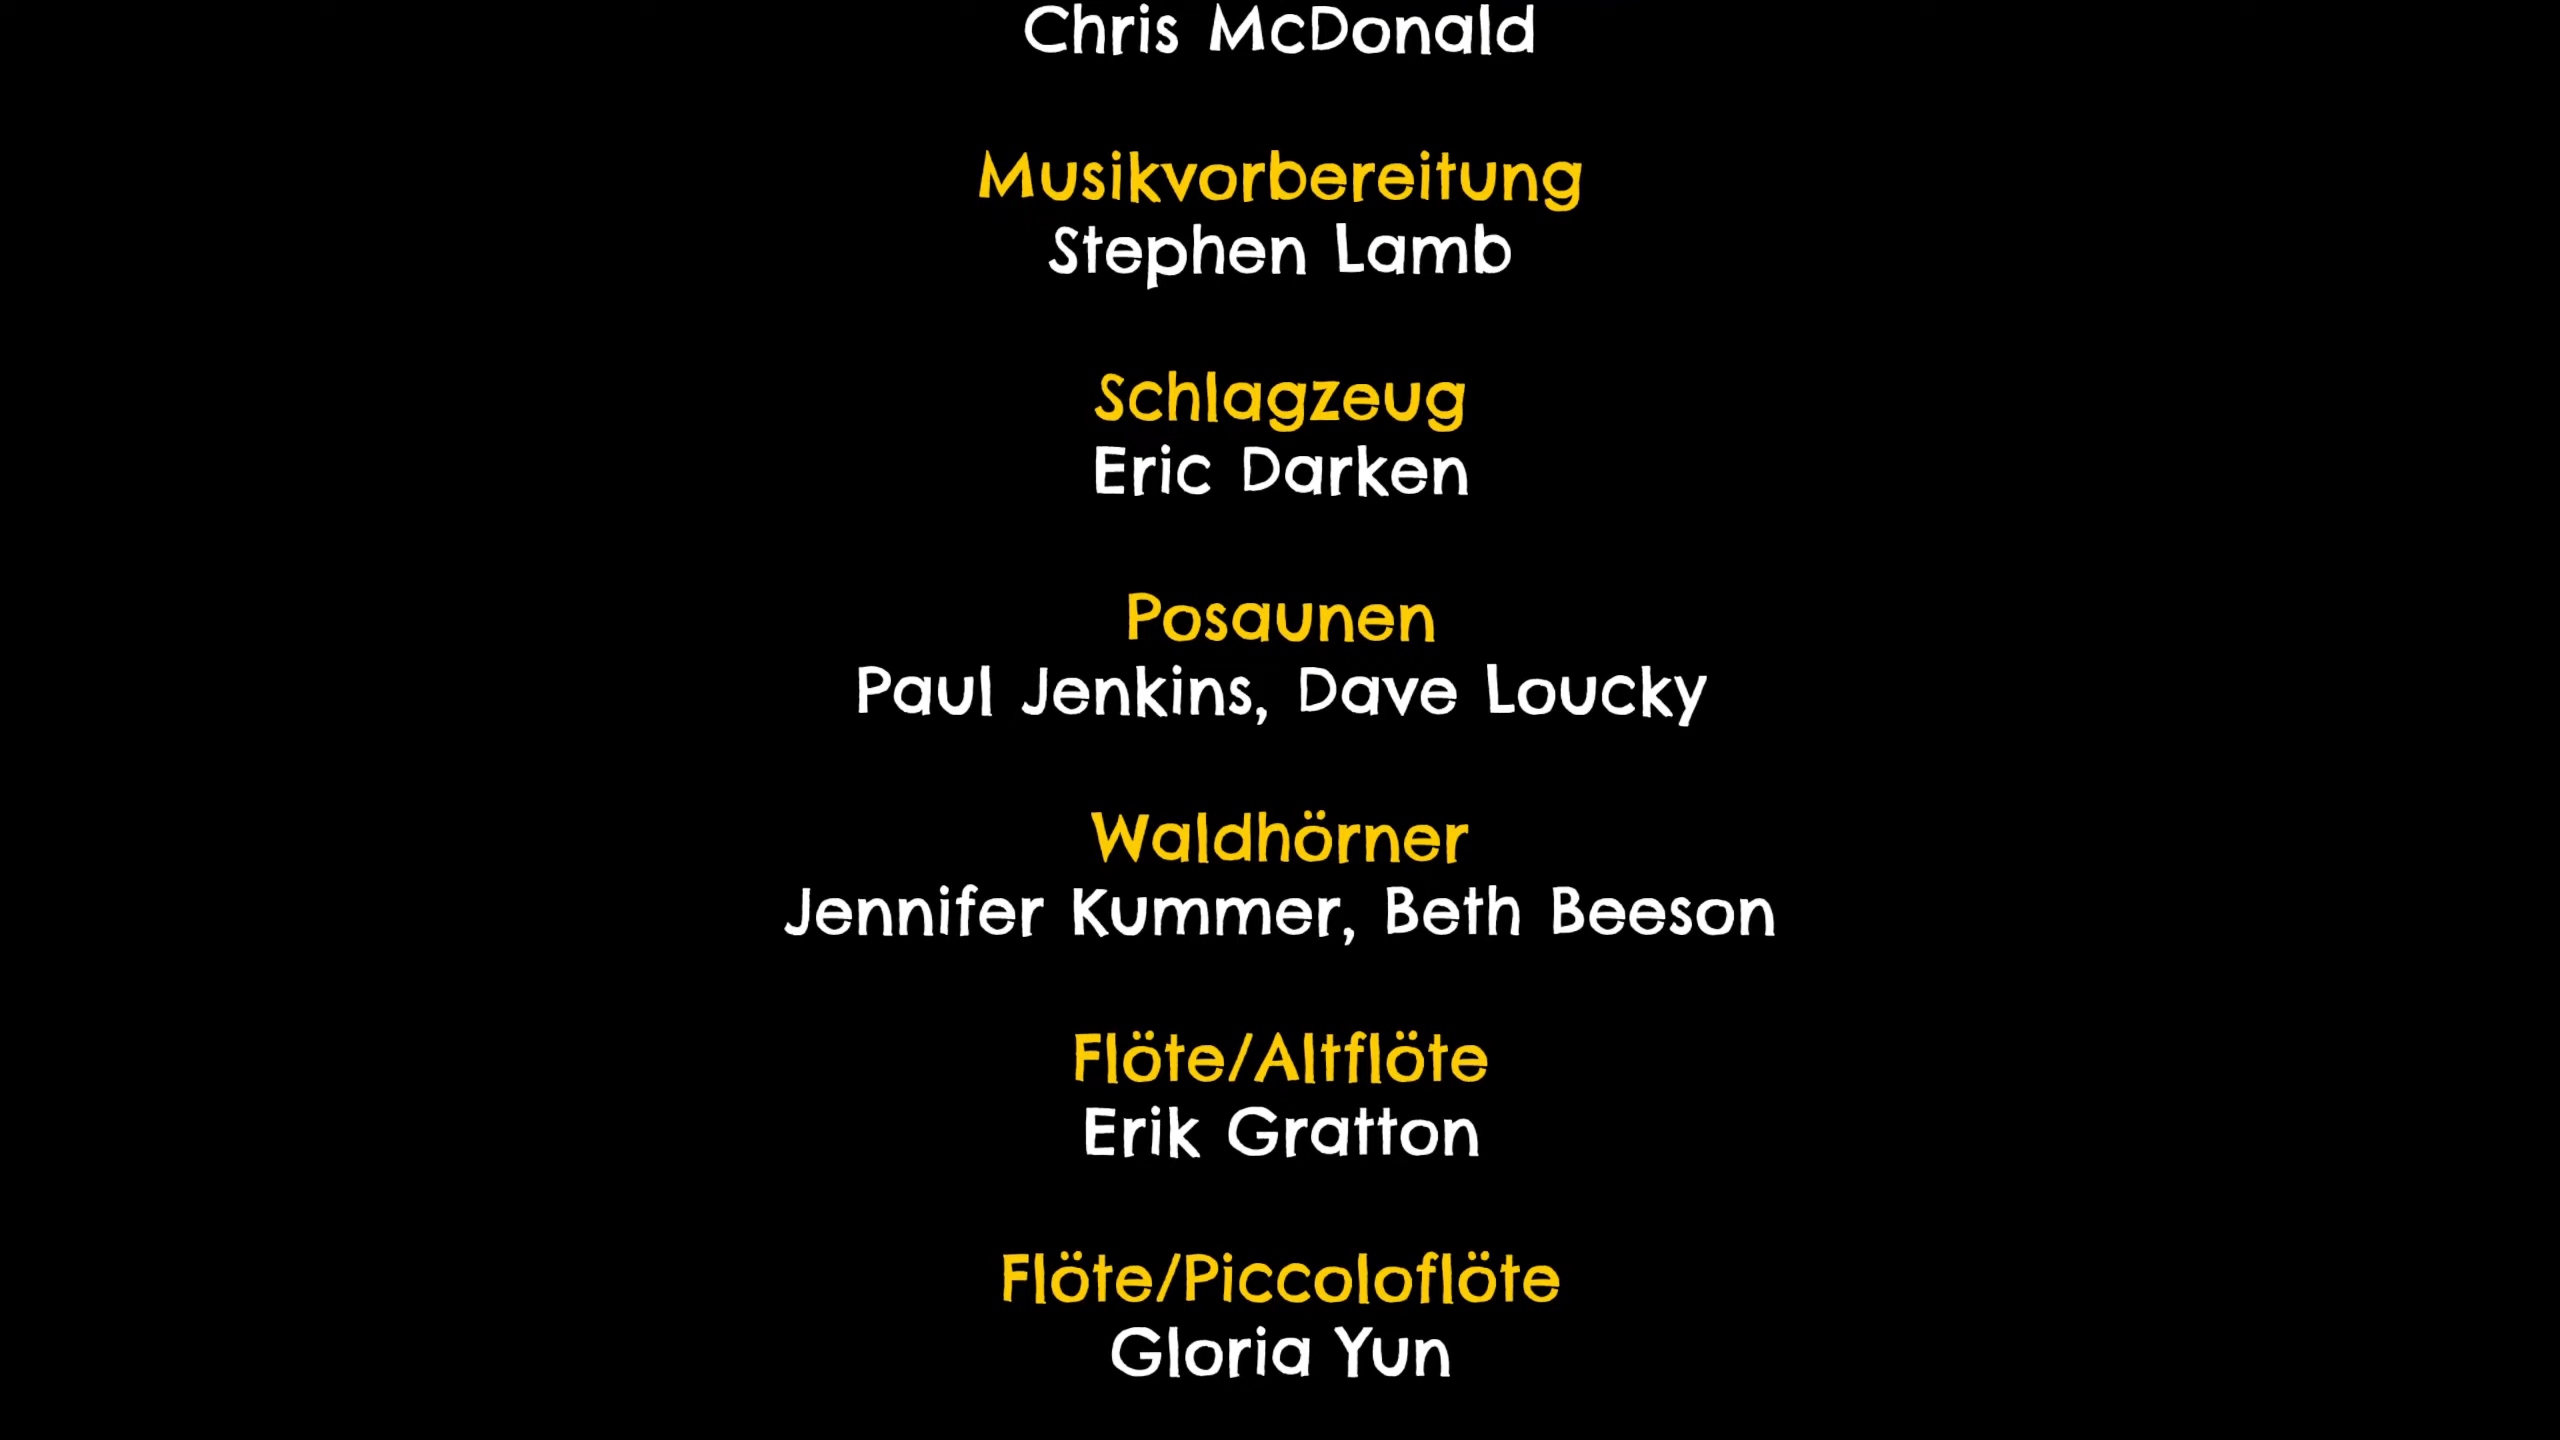 Chris McDonald
Musikvorbereitung
Stephen Lamb
Schlagzeug
Eric Darken
Posaunen
Paul Jenkins, Dave Loucky
Waldhörner
Jennifer Kummer, Beth Beeson
Flöte/Altflöte
Erik Gratton
Flöte/Piccoloflöte
Gloria Yun